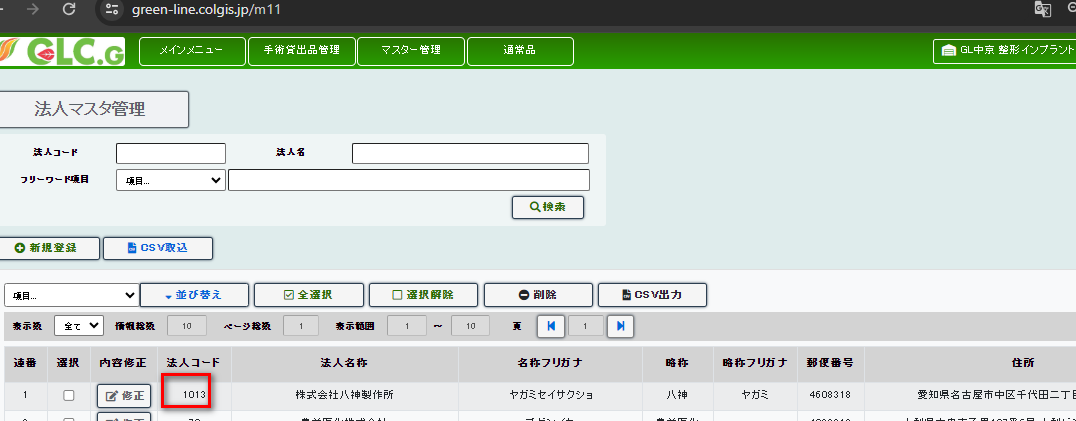 green-line.colgis.jp/m11
GLC.G
メインメニュー 手術貸出品管理 マスター管理 通常品 GL中京 整形インプラント
法人マスタ管理
法人コード 法人名
フリーワード項目 項目...
検索
新規登録 CSV取込
項目... 並び替え 全選択 選択解除 削除 CSV出力
表示数 全て 情報総数 10 ページ総数 1 表示範囲 1 ~ 10 頁 1
連番 選択 内容修正 法人コード 法人名称 名称フリガナ 略称 略称フリガナ 郵便番号 住所
1 修正 1013 株式会社八神製作所 ヤガミセイサクショ 八神 ヤガミ 4608318 愛知県名古屋市中区千代田二丁目